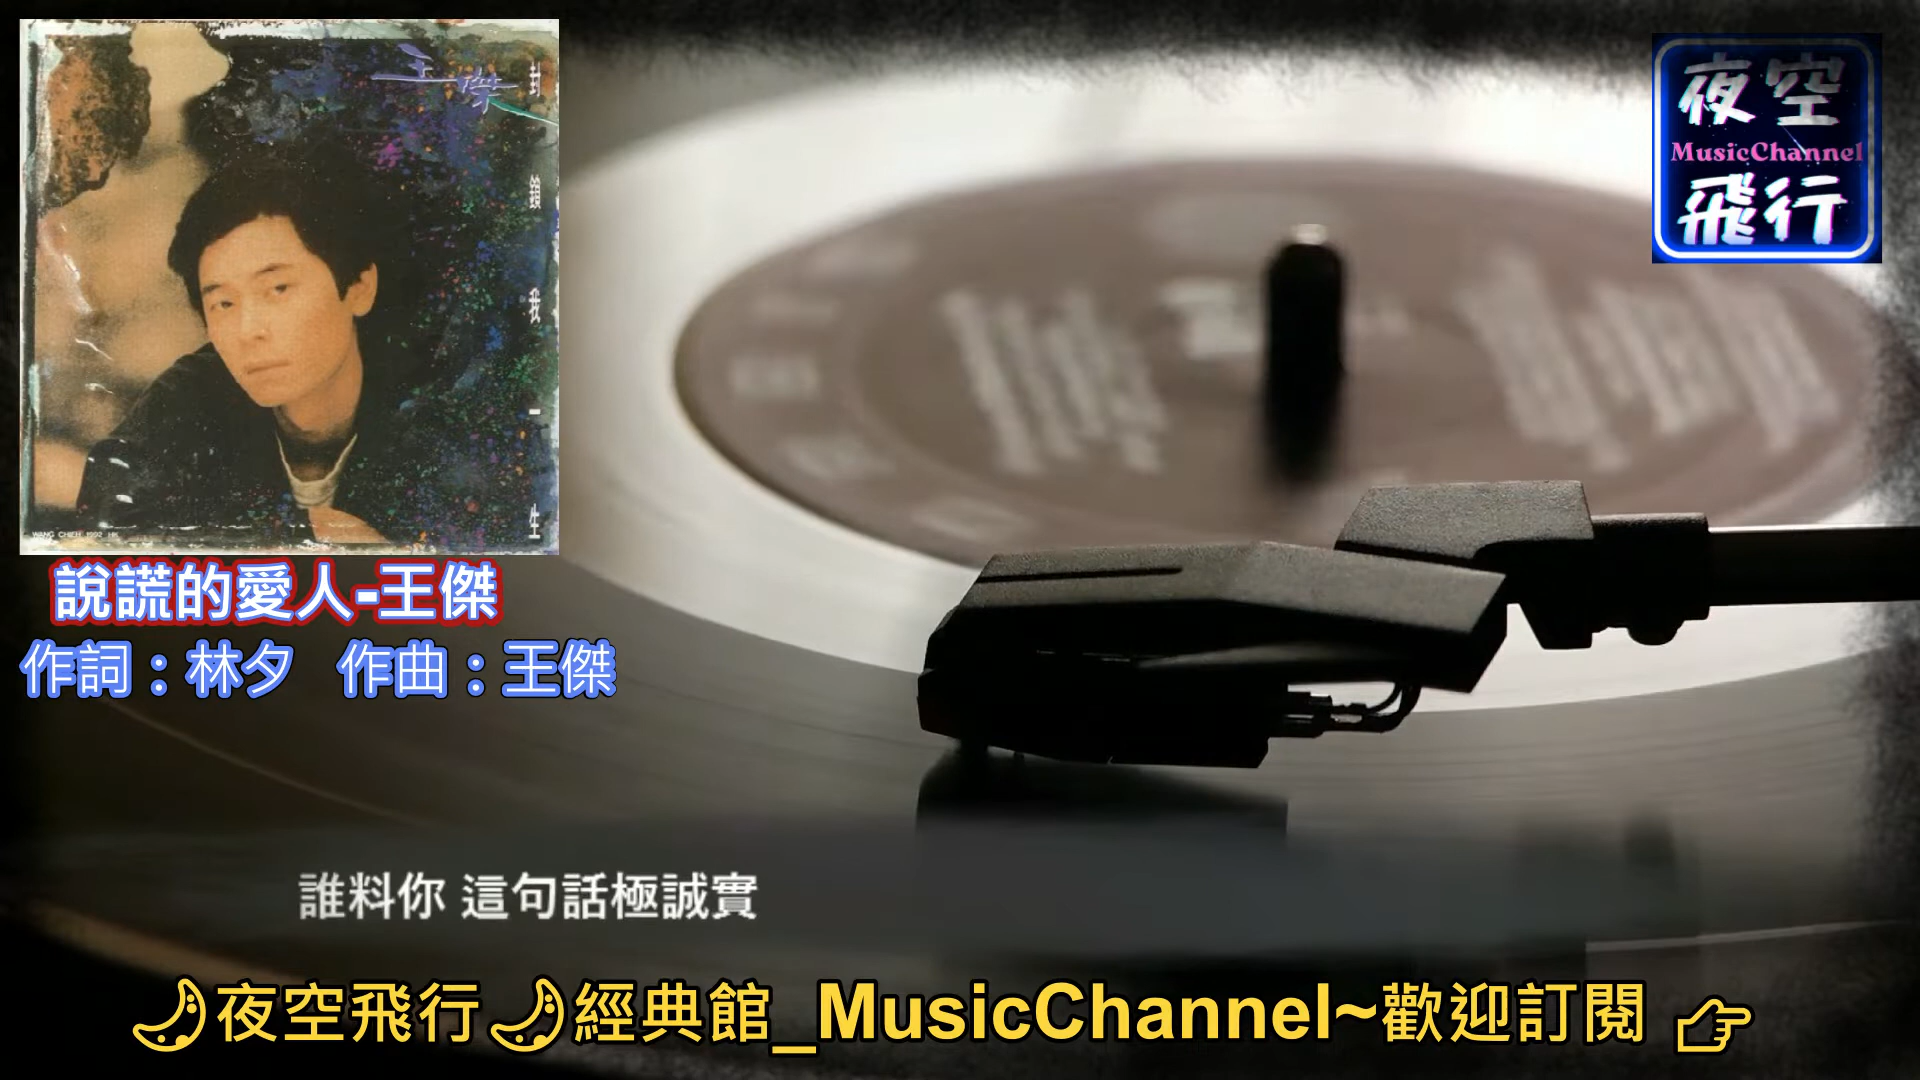 王傑
封鎖我一生
WANG CHIEH 1992 HK
夜空
MusicChannel
飛行
說謊的愛人-王傑
作詞：林夕 作曲：王傑
誰料你 這句話極誠實
🌙夜空飛行🌙經典館_MusicChannel~歡迎訂閱 👉